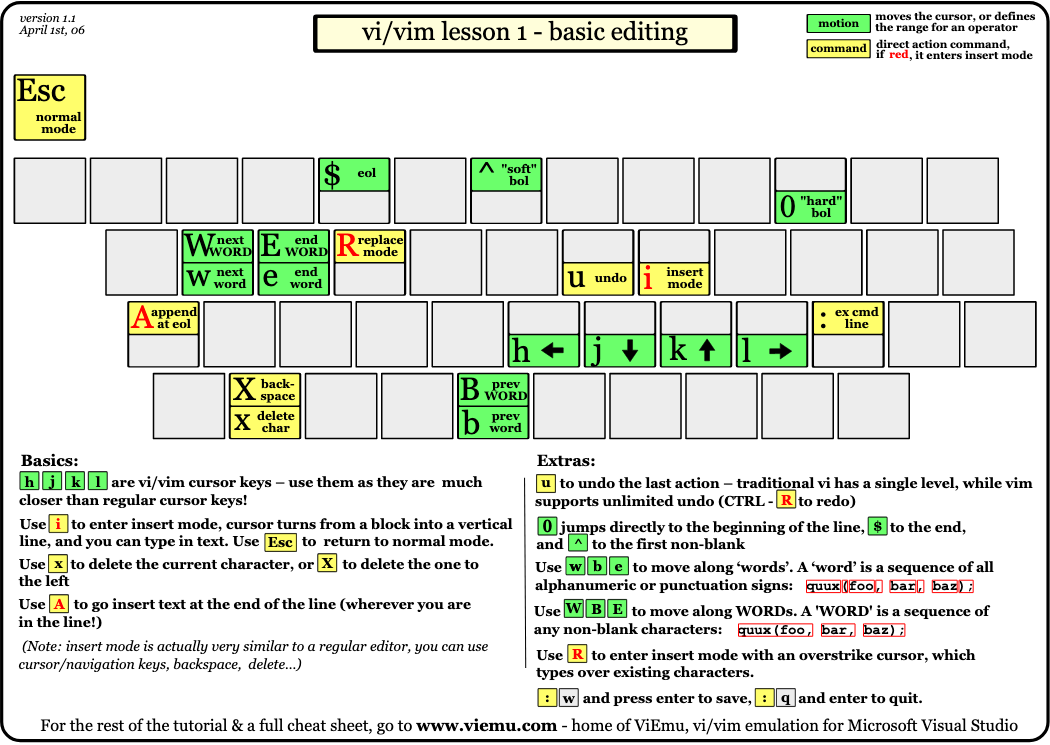 version 1.1
April 1st, 06
vi/vim lesson 1 - basic editing
motion moves the cursor, or defines
the range for an operator
command direct action command,
if red, it enters insert mode
Esc
normal
mode
$ eol
^ "soft"
bol
0 "hard"
bol
W next
WORD
w next
word
E end
WORD
e end
word
R replace
mode
u undo
i insert
mode
A append
at eol
h ←
j ↓
k ↑
l →
: ex cmd
line
X back-
space
x delete
char
B prev
WORD
b prev
word
Basics:
h j k l are vi/vim cursor keys – use them as they are much
closer than regular cursor keys!
Use i to enter insert mode, cursor turns from a block into a vertical
line, and you can type in text. Use Esc to return to normal mode.
Use x to delete the current character, or X to delete the one to
the left
Use A to go insert text at the end of the line (wherever you are
in the line!)
(Note: insert mode is actually very similar to a regular editor, you can use
cursor/navigation keys, backspace, delete...)
Extras:
u to undo the last action – traditional vi has a single level, while vim
supports unlimited undo (CTRL - R to redo)
0 jumps directly to the beginning of the line, $ to the end,
and ^ to the first non-blank
Use w b e to move along ‘words’. A ‘word’ is a sequence of all
alphanumeric or punctuation signs: quux(foo, bar, baz);
Use W B E to move along WORDs. A 'WORD' is a sequence of
any non-blank characters: quux(foo, bar, baz);
Use R to enter insert mode with an overstrike cursor, which
types over existing characters.
: w and press enter to save, : q and enter to quit.
For the rest of the tutorial & a full cheat sheet, go to www.viemu.com - home of ViEmu, vi/vim emulation for Microsoft Visual Studio